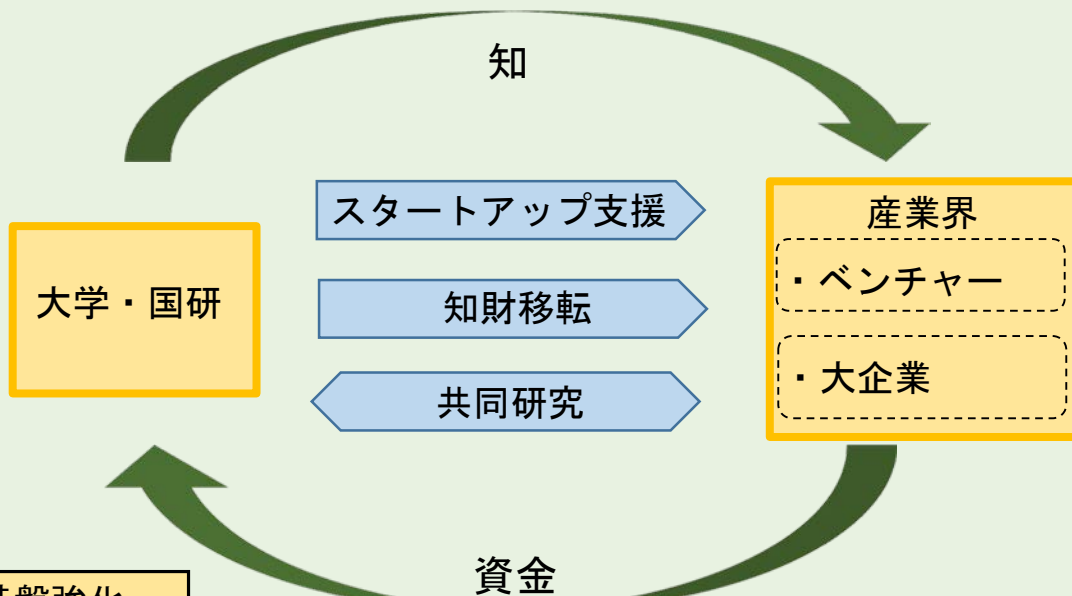 知
スタートアップ支援
産業界
・ベンチャー
大学・国研
知財移転
・大企業
共同研究
資金